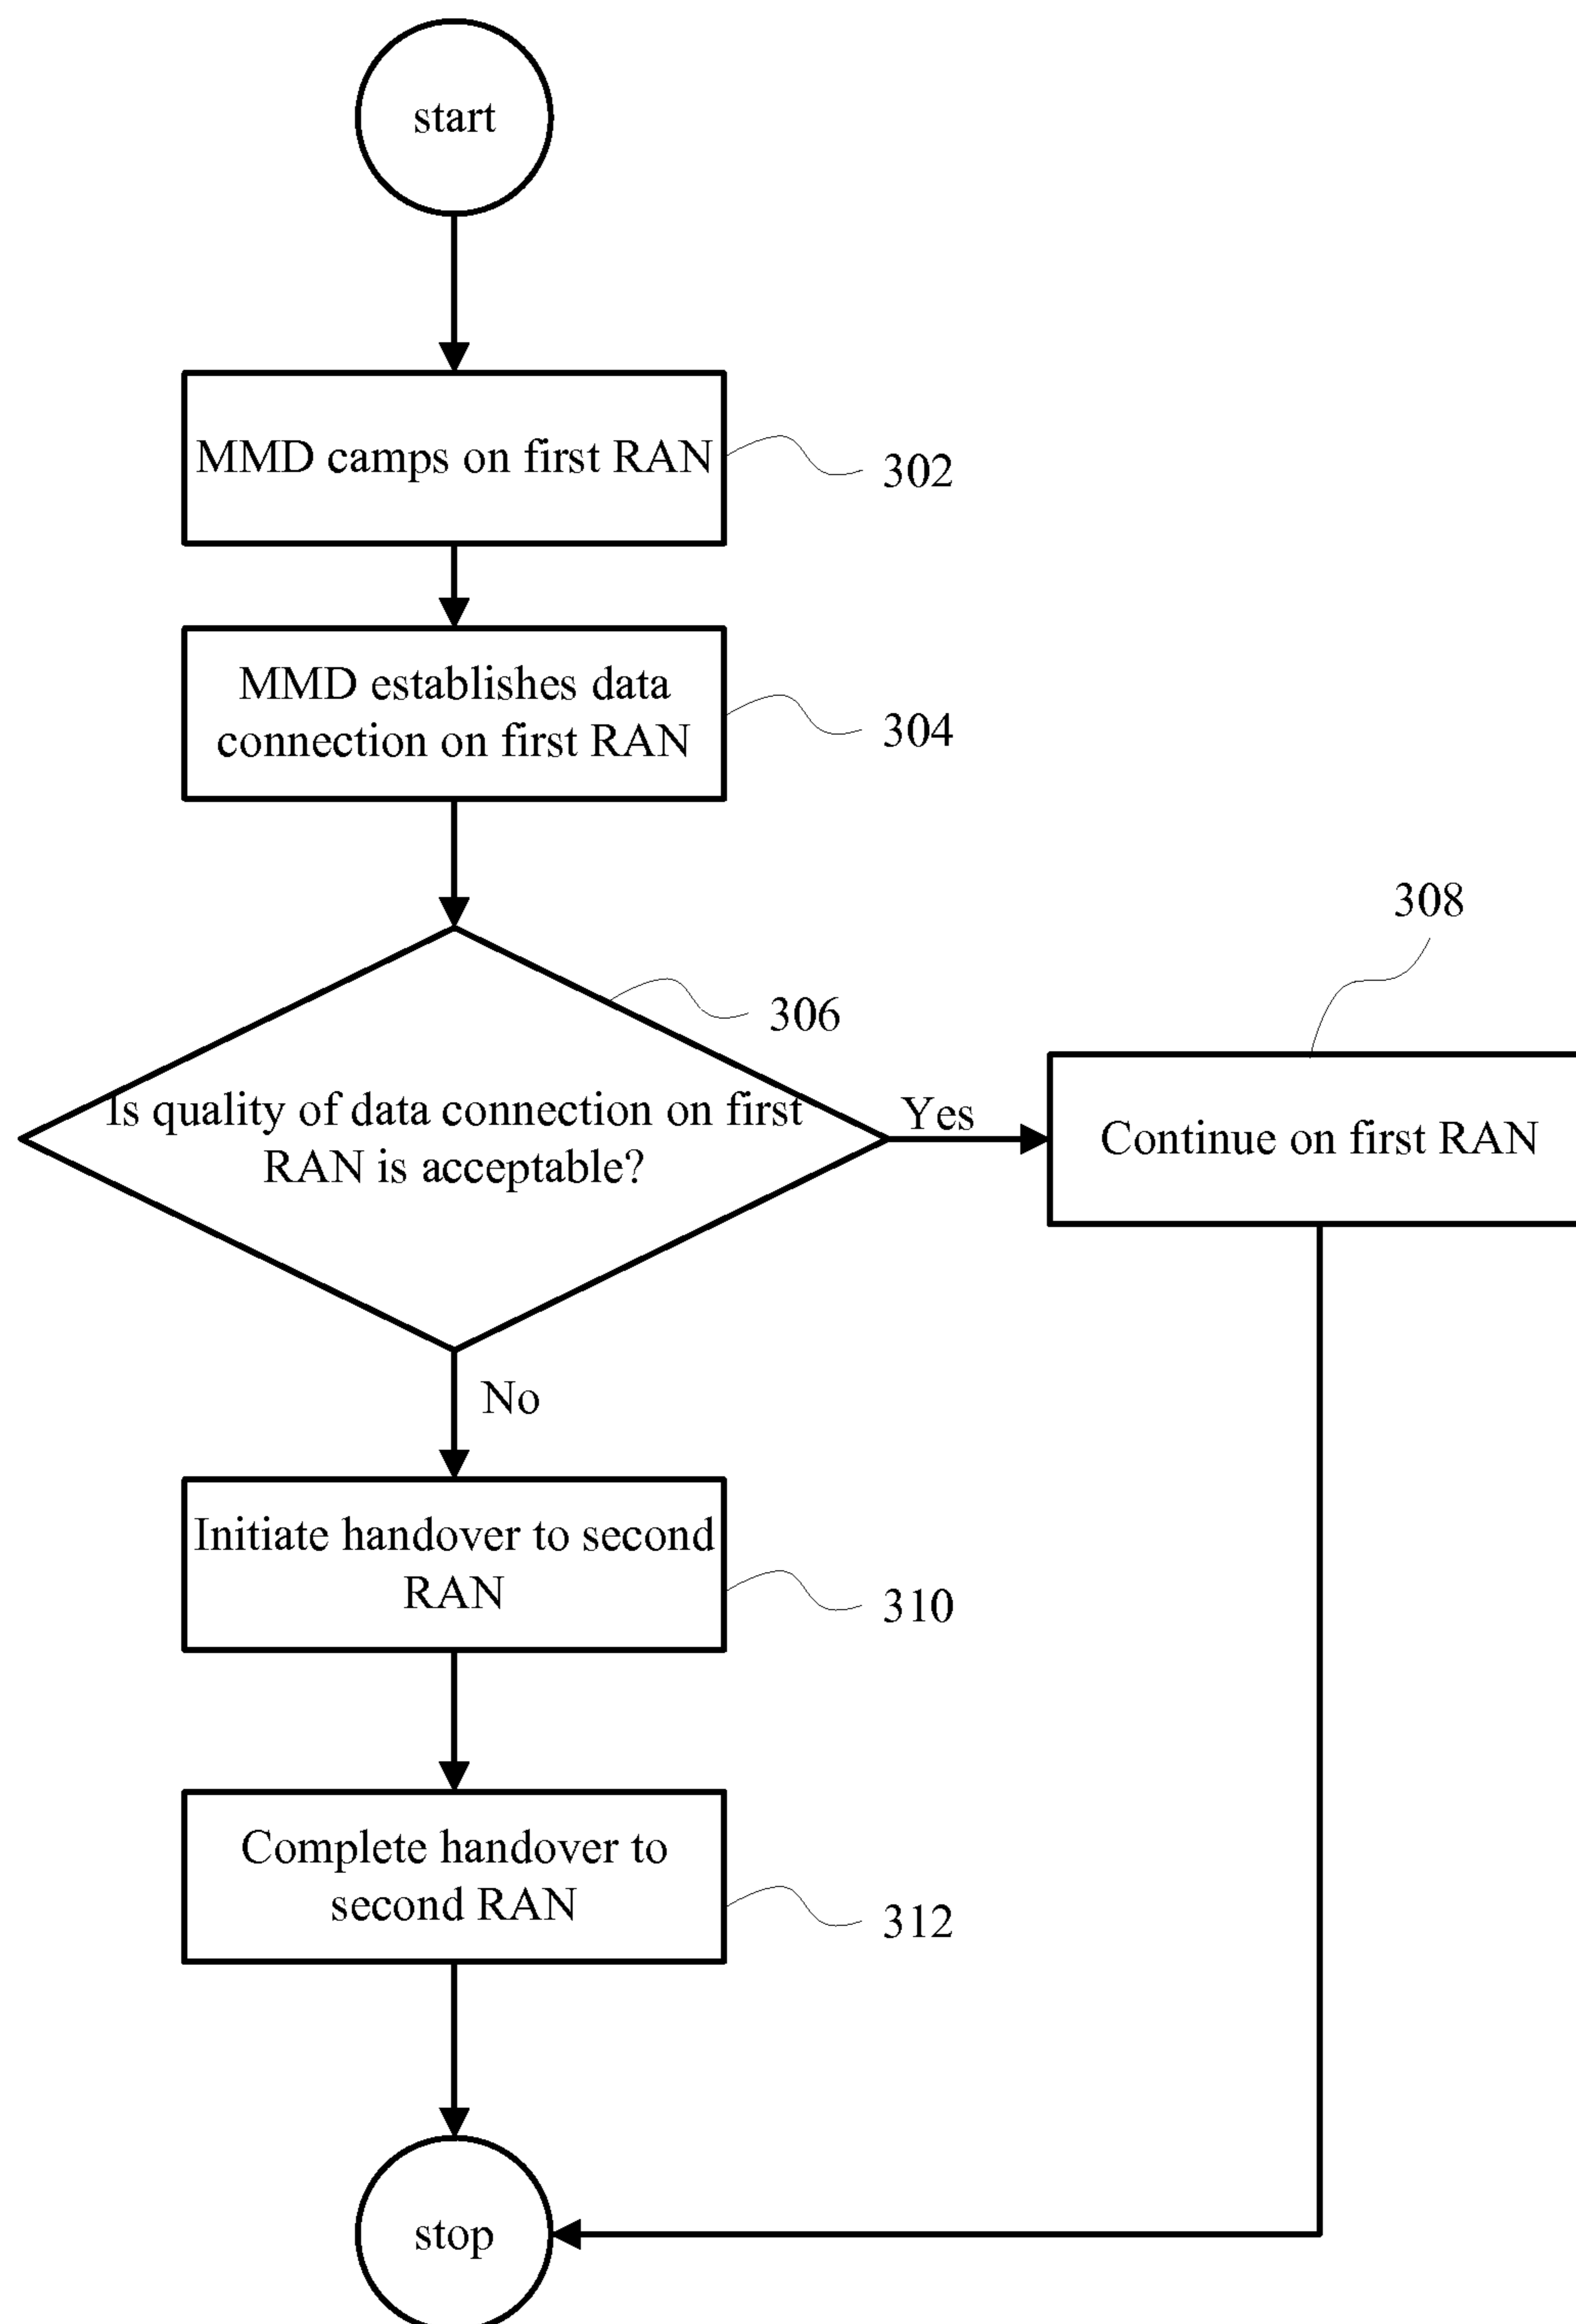 start
MMD camps on first RAN
302
MMD establishes data
connection on first RAN
304
308
306
Is quality of data connection on first
RAN is acceptable?
Yes
Continue on first RAN
No
Initiate handover to second
RAN
310
Complete handover to
second RAN
312
stop